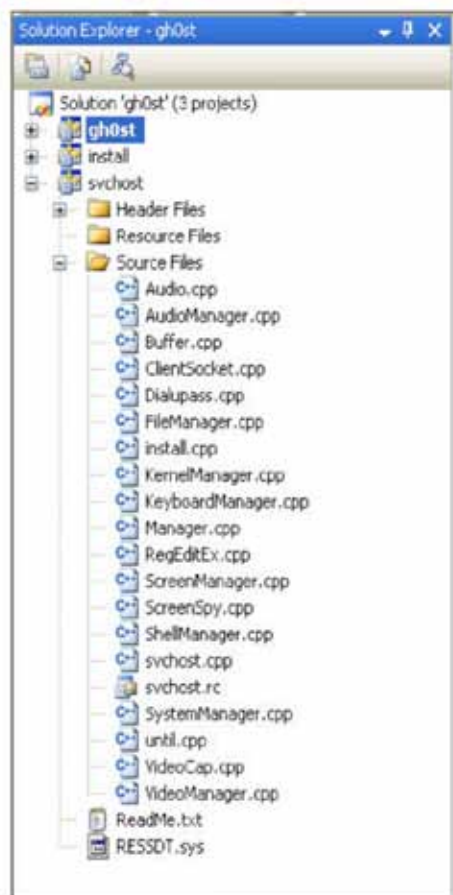 Solution Explorer - gh0st
Solution 'gh0st' (3 projects)
gh0st
install
svchost
Header Files
Resource Files
Source Files
Audio.cpp
AudioManager.cpp
Buffer.cpp
ClientSocket.cpp
Dialupass.cpp
FileManager.cpp
install.cpp
KernelManager.cpp
KeyboardManager.cpp
Manager.cpp
RegEditEx.cpp
ScreenManager.cpp
ScreenSpy.cpp
ShellManager.cpp
svchost.cpp
svchost.rc
SystemManager.cpp
until.cpp
VideoCap.cpp
VideoManager.cpp
ReadMe.txt
RESSDT.sys